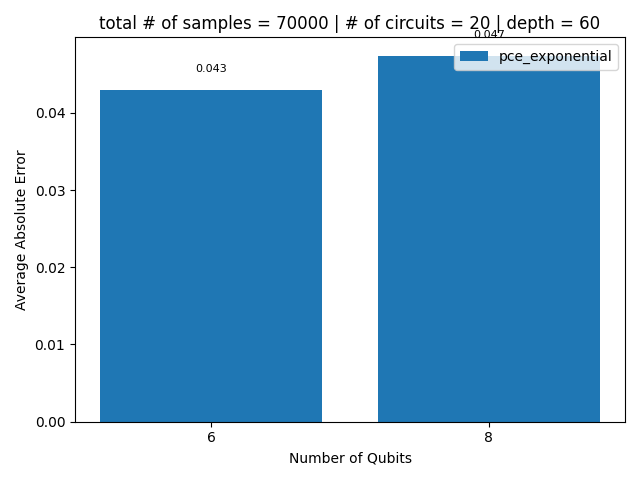 total # of samples = 70000 | # of circuits = 20 | depth = 60
0.047
pce_exponential
0.043
0.04
0.03
0.02
0.01
0.00
Average Absolute Error
6
8
Number of Qubits